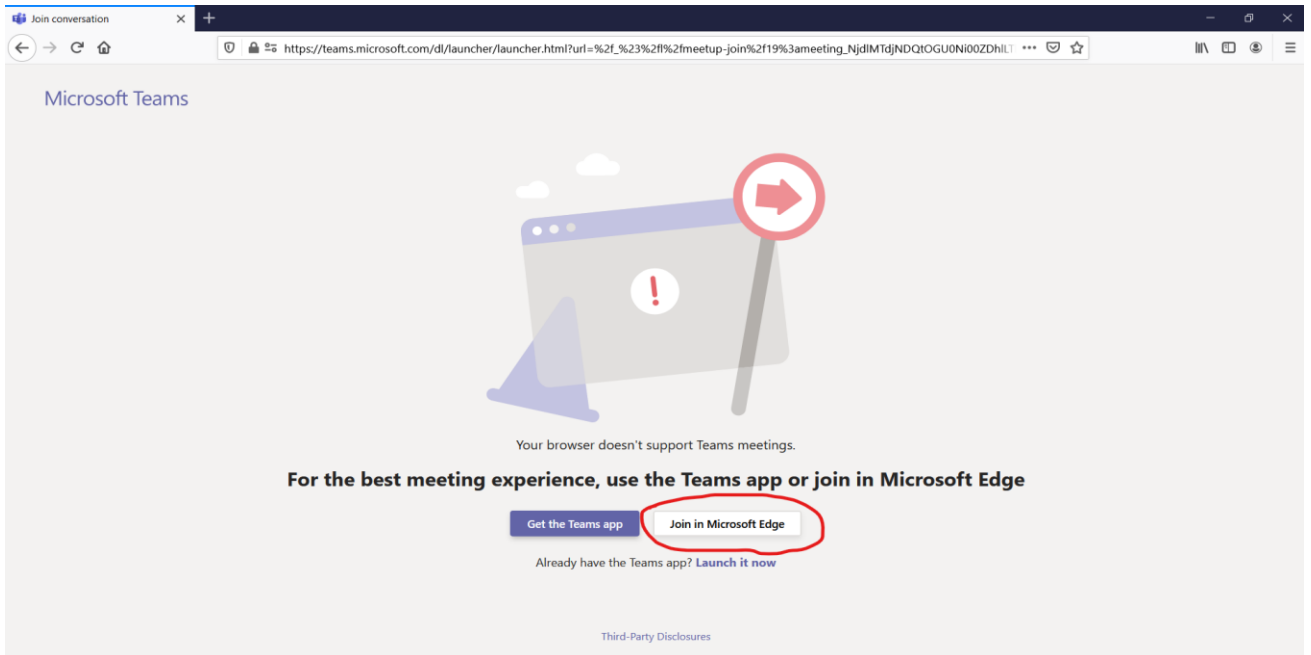 Join conversation
https://teams.microsoft.com/dl/launcher/launcher.html?url=%2f_%23%2fl%2fmeetup-join%2f19%3ameeting_NjdlMTdjNDQtOGU0Ni00ZDhlLT
Microsoft Teams
!
Your browser doesn't support Teams meetings.
For the best meeting experience, use the Teams app or join in Microsoft Edge
Get the Teams app Join in Microsoft Edge
Already have the Teams app? Launch it now
Third-Party Disclosures